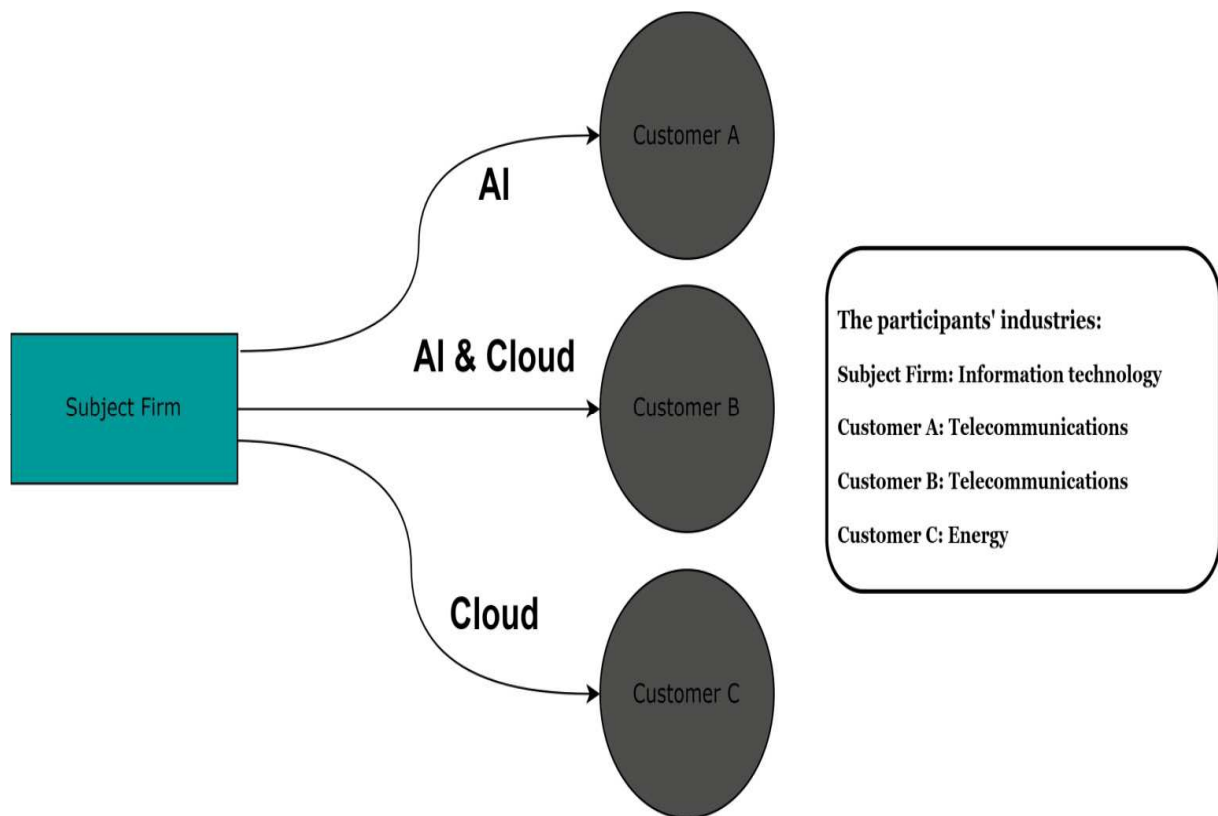 Customer A
AI
AI & Cloud
Subject Firm
Customer B
Cloud
Customer C
The participants' industries:
Subject Firm: Information technology
Customer A: Telecommunications
Customer B: Telecommunications
Customer C: Energy